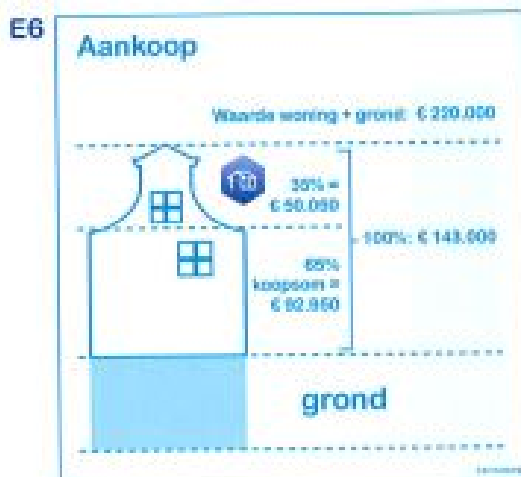 E6
Aankoop
Waarde woning + grond: € 220.000
35% =
€ 50.050
100%: € 143.000
65%
koopsom =
€ 92.950
grond